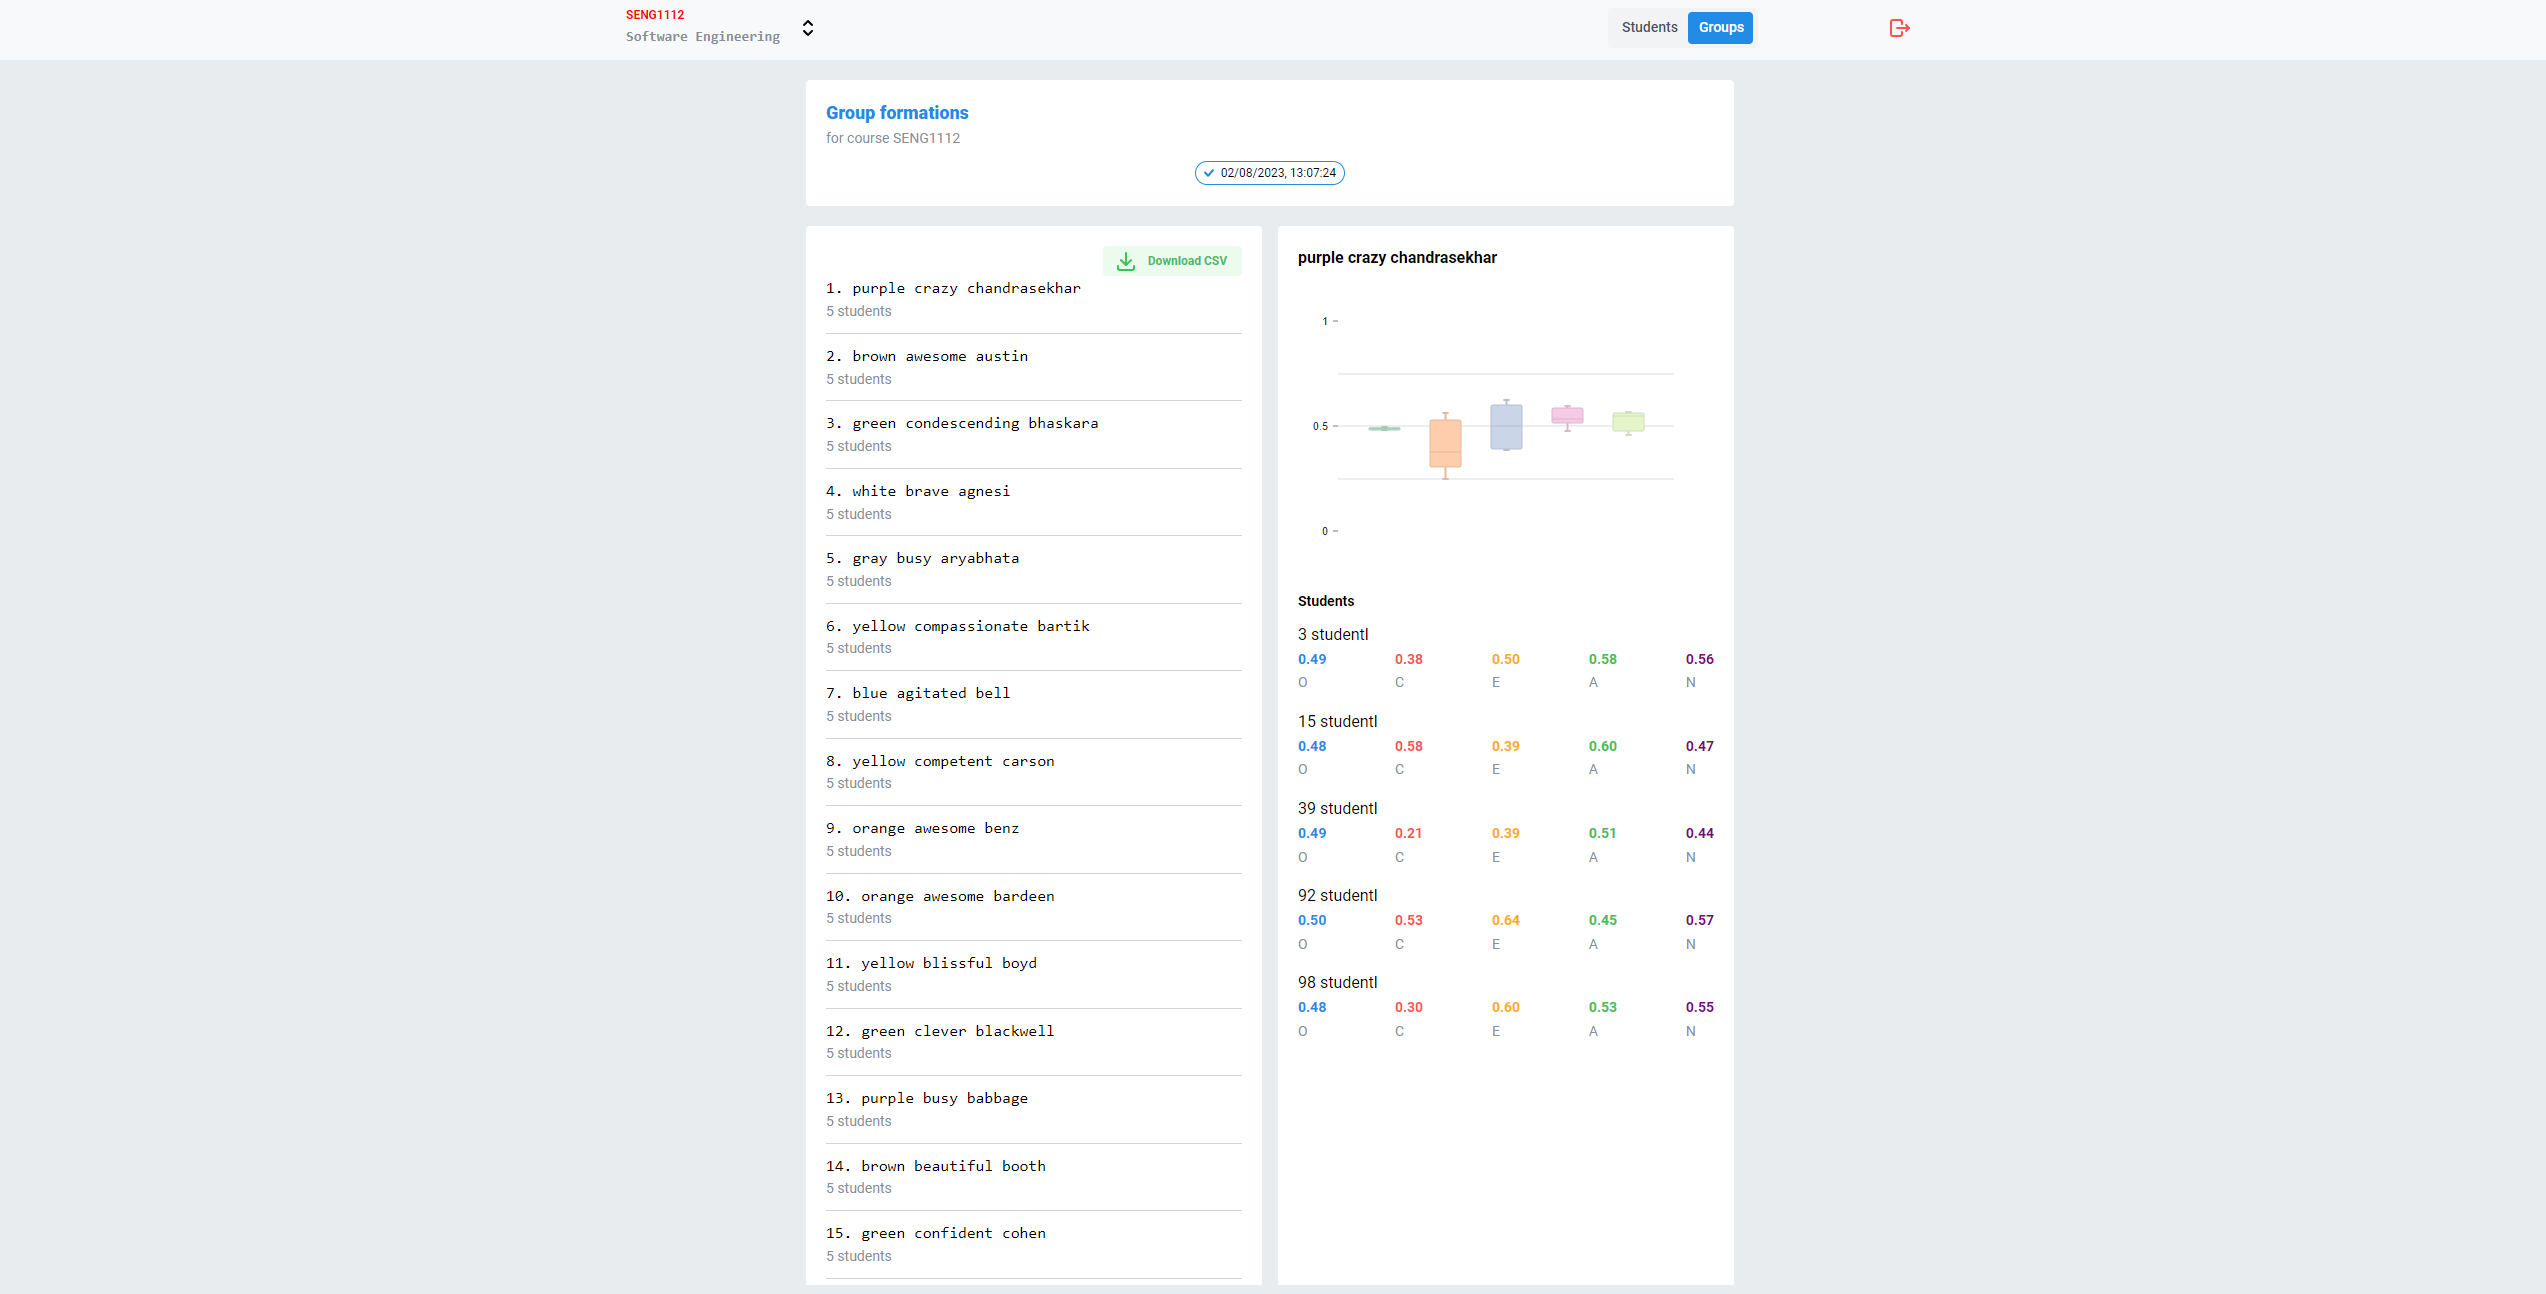 SENG1112
Software Engineering
Students
Groups
Group formations
for course SENG1112
02/08/2023, 13:07:24
Download CSV
1. purple crazy chandrasekhar
5 students
2. brown awesome austin
5 students
3. green condescending bhaskara
5 students
4. white brave agnesi
5 students
5. gray busy aryabhata
5 students
6. yellow compassionate bartik
5 students
7. blue agitated bell
5 students
8. yellow competent carson
5 students
9. orange awesome benz
5 students
10. orange awesome bardeen
5 students
11. yellow blissful boyd
5 students
12. green clever blackwell
5 students
13. purple busy babbage
5 students
14. brown beautiful booth
5 students
15. green confident cohen
5 students
purple crazy chandrasekhar
1
0.5
0
Students
3 studentl
0.49 0.38 0.50 0.58 0.56
O C E A N
15 studentl
0.48 0.58 0.39 0.60 0.47
O C E A N
39 studentl
0.49 0.21 0.39 0.51 0.44
O C E A N
92 studentl
0.50 0.53 0.64 0.45 0.57
O C E A N
98 studentl
0.48 0.30 0.60 0.53 0.55
O C E A N